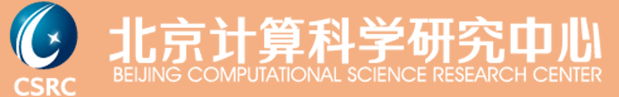 北京计算科学研究中心
BEIJING COMPUTATIONAL SCIENCE RESEARCH CENTER
CSRC